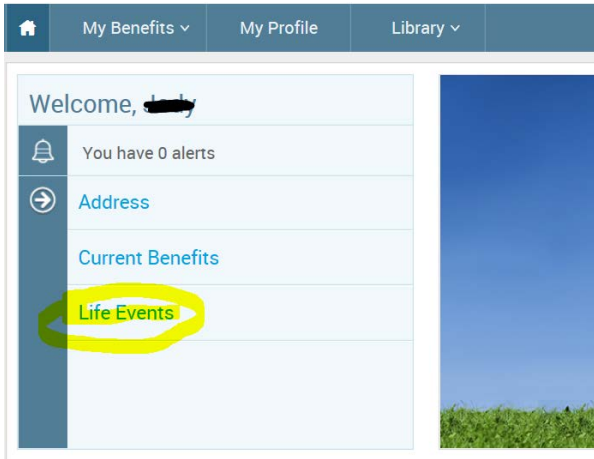 My Benefits My Profile Library
Welcome,
You have 0 alerts
Address
Current Benefits
Life Events